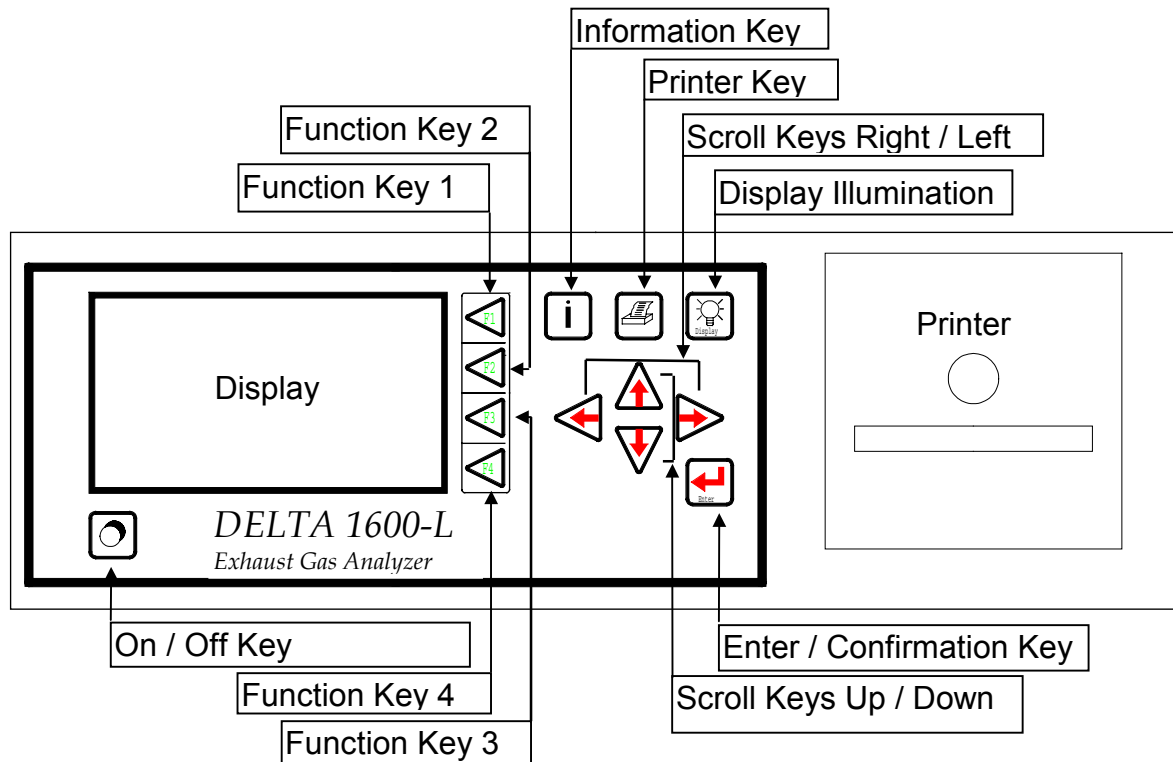 Information Key
Printer Key
Function Key 2
Scroll Keys Right / Left
Function Key 1
Display Illumination
F1
i
Display
Printer
F2
Display
F3
F4
Enter
DELTA 1600-L
Exhaust Gas Analyzer
On / Off Key
Enter / Confirmation Key
Function Key 4
Scroll Keys Up / Down
Function Key 3